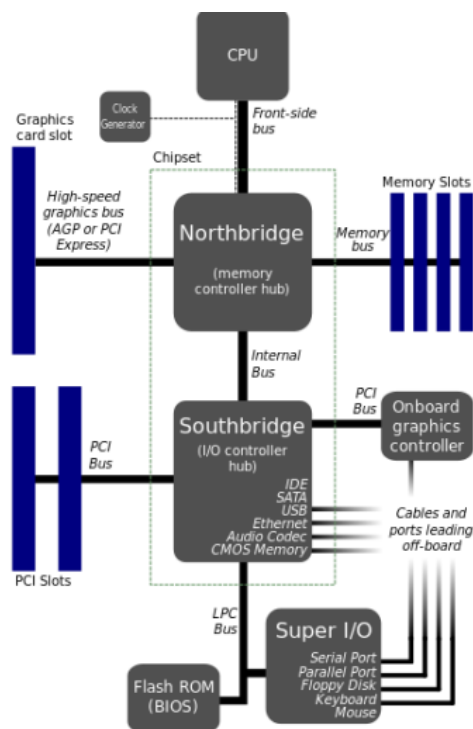 CPU
Clock
Generator
Front-side
bus
Graphics
card slot
Chipset
High-speed
graphics bus
(AGP or PCI
Express)
Northbridge
(memory
controller hub)
Memory
bus
Memory Slots
Internal
Bus
PCI
Bus
Southbridge
(I/O controller
hub)
PCI
Bus
Onboard
graphics
controller
IDE
SATA
USB
Ethernet
Audio Codec
CMOS Memory
Cables and
ports leading
off-board
PCI Slots
LPC
Bus
Super I/O
Serial Port
Parallel Port
Floppy Disk
Keyboard
Mouse
Flash ROM
(BIOS)